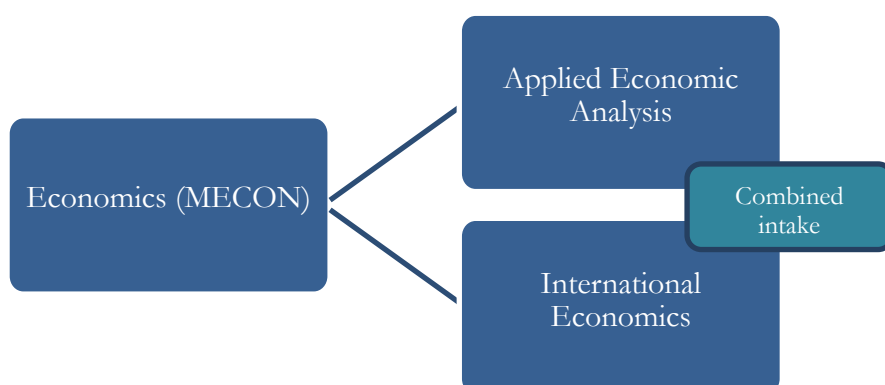 Applied Economic
Analysis
Economics (MECON)
Combined
intake
International
Economics